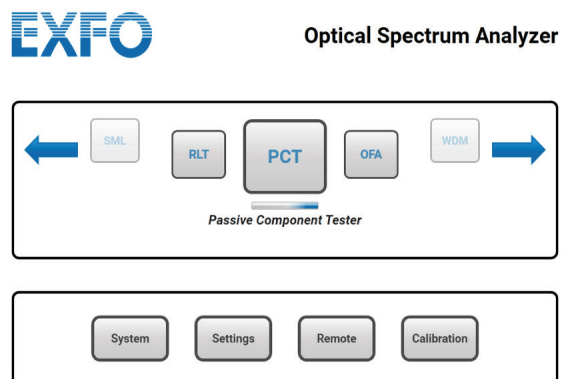 EXFO
Optical Spectrum Analyzer
SML
RLT
PCT
OFA
WDM
Passive Component Tester
System
Settings
Remote
Calibration